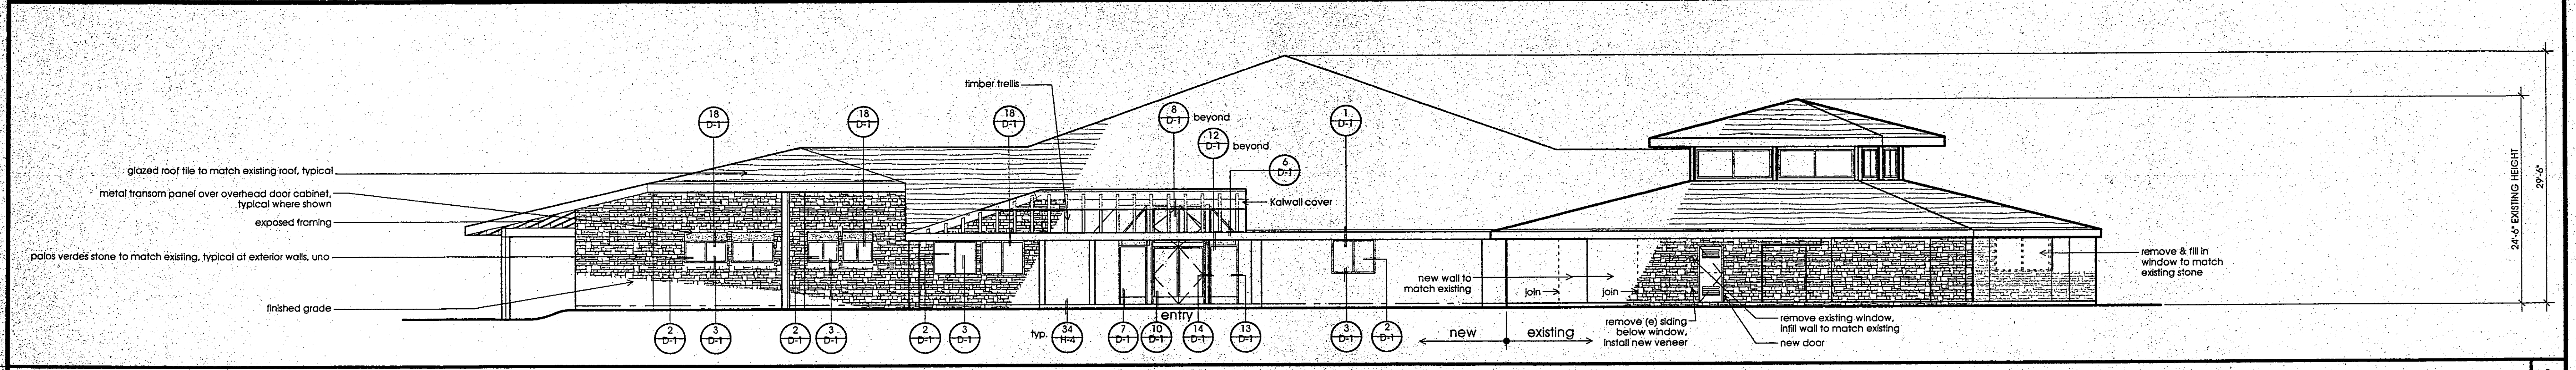 timber trellis
18
D-1
18
D-1
18
D-1
8
D-1
beyond
12
D-1
beyond
6
D-1
1
D-1
glazed roof tile to match existing roof, typical
metal transom panel over overhead door cabinet,
typical where shown
exposed framing
palos verdes stone to match existing, typical at exterior walls, uno
finished grade
Kalwall cover
new wall to
match existing
join
join
remove & fill in
window to match
existing stone
24'-6" EXISTING HEIGHT
29'-6"
entry
2
D-1
3
D-1
2
D-1
3
D-1
2
D-1
3
D-1
typ.
34
H-4
7
D-1
10
D-1
14
D-1
13
D-1
3
D-1
2
D-1
new
existing
remove (e) siding
below window,
install new veneer
remove existing window,
infill wall to match existing
new door